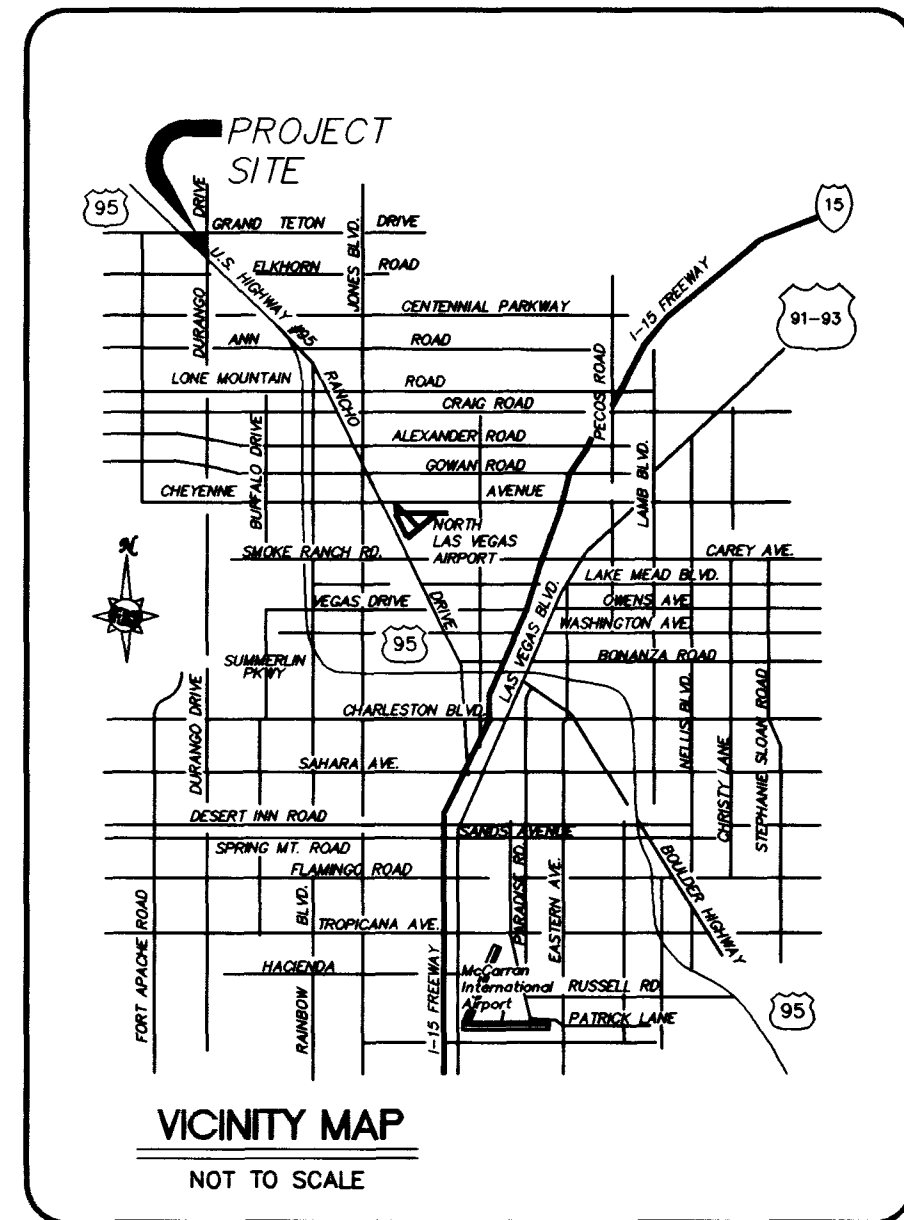 PROJECT
SITE
95
15
DRIVE
GRAND TETON DRIVE
JONES BLVD.
U.S. HIGHWAY #95
ELKHORN ROAD
I-15 FREEWAY
91-93
CENTENNIAL PARKWAY
DURANGO
ANN ROAD
RANCHO
PECOS ROAD
LONE MOUNTAIN ROAD
CRAIG ROAD
BUFFALO DRIVE
ALEXANDER ROAD
GOWAN ROAD
LAMB BLVD.
CHEYENNE AVENUE
NORTH
LAS VEGAS
AIRPORT
N
SMOKE RANCH RD.
CAREY AVE.
LAKE MEAD BLVD.
VEGAS DRIVE
DRIVE
OWENS AVE.
WASHINGTON AVE.
95
LAS VEGAS BLVD.
BONANZA ROAD
SUMMERLIN
PKWY
DURANGO DRIVE
CHARLESTON BLVD.
NELLIS BLVD.
CHRISTY LANE
STEPHANIE SLOAN ROAD
SAHARA AVE.
DESERT INN ROAD
SANDS AVENUE
SPRING MT. ROAD
FLAMINGO ROAD
PARADISE RD.
EASTERN AVE.
BOULDER HIGHWAY
FORT APACHE ROAD
RAINBOW BLVD.
TROPICANA AVE.
HACIENDA
I-15 FREEWAY
McCarran
International
Airport
RUSSELL RD
PATRICK LANE
95
VICINITY MAP
NOT TO SCALE